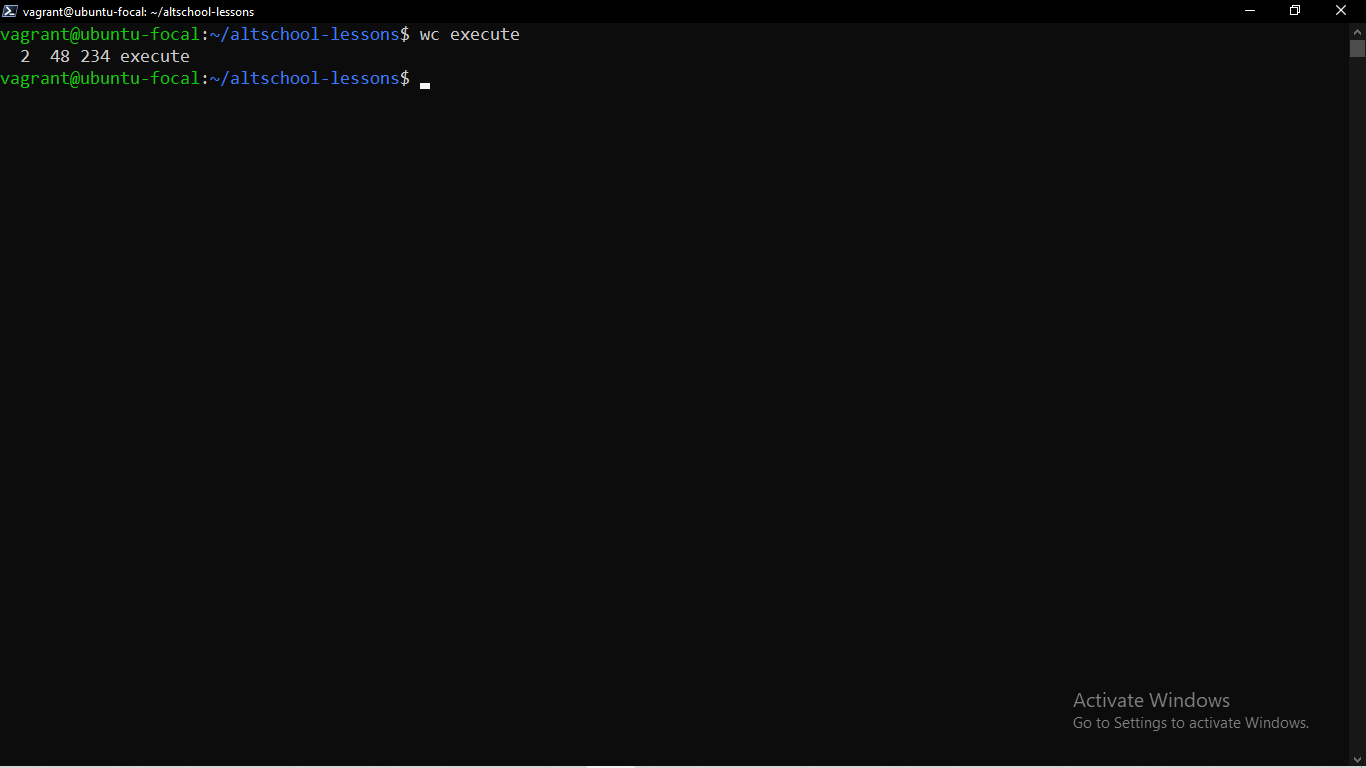 vagrant@ubuntu-focal: ~/altschool-lessons
vagrant@ubuntu-focal:~/altschool-lessons$ wc execute
  2  48 234 execute
vagrant@ubuntu-focal:~/altschool-lessons$
Activate Windows
Go to Settings to activate Windows.